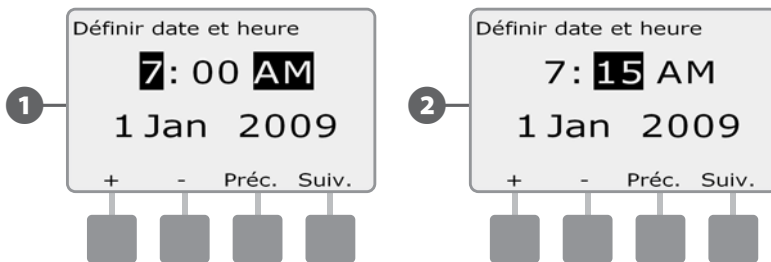 Définir date et heure
7: 00 AM
1 Jan 2009
+ - Préc. Suiv.
1
Définir date et heure
7: 15 AM
1 Jan 2009
+ - Préc. Suiv.
2